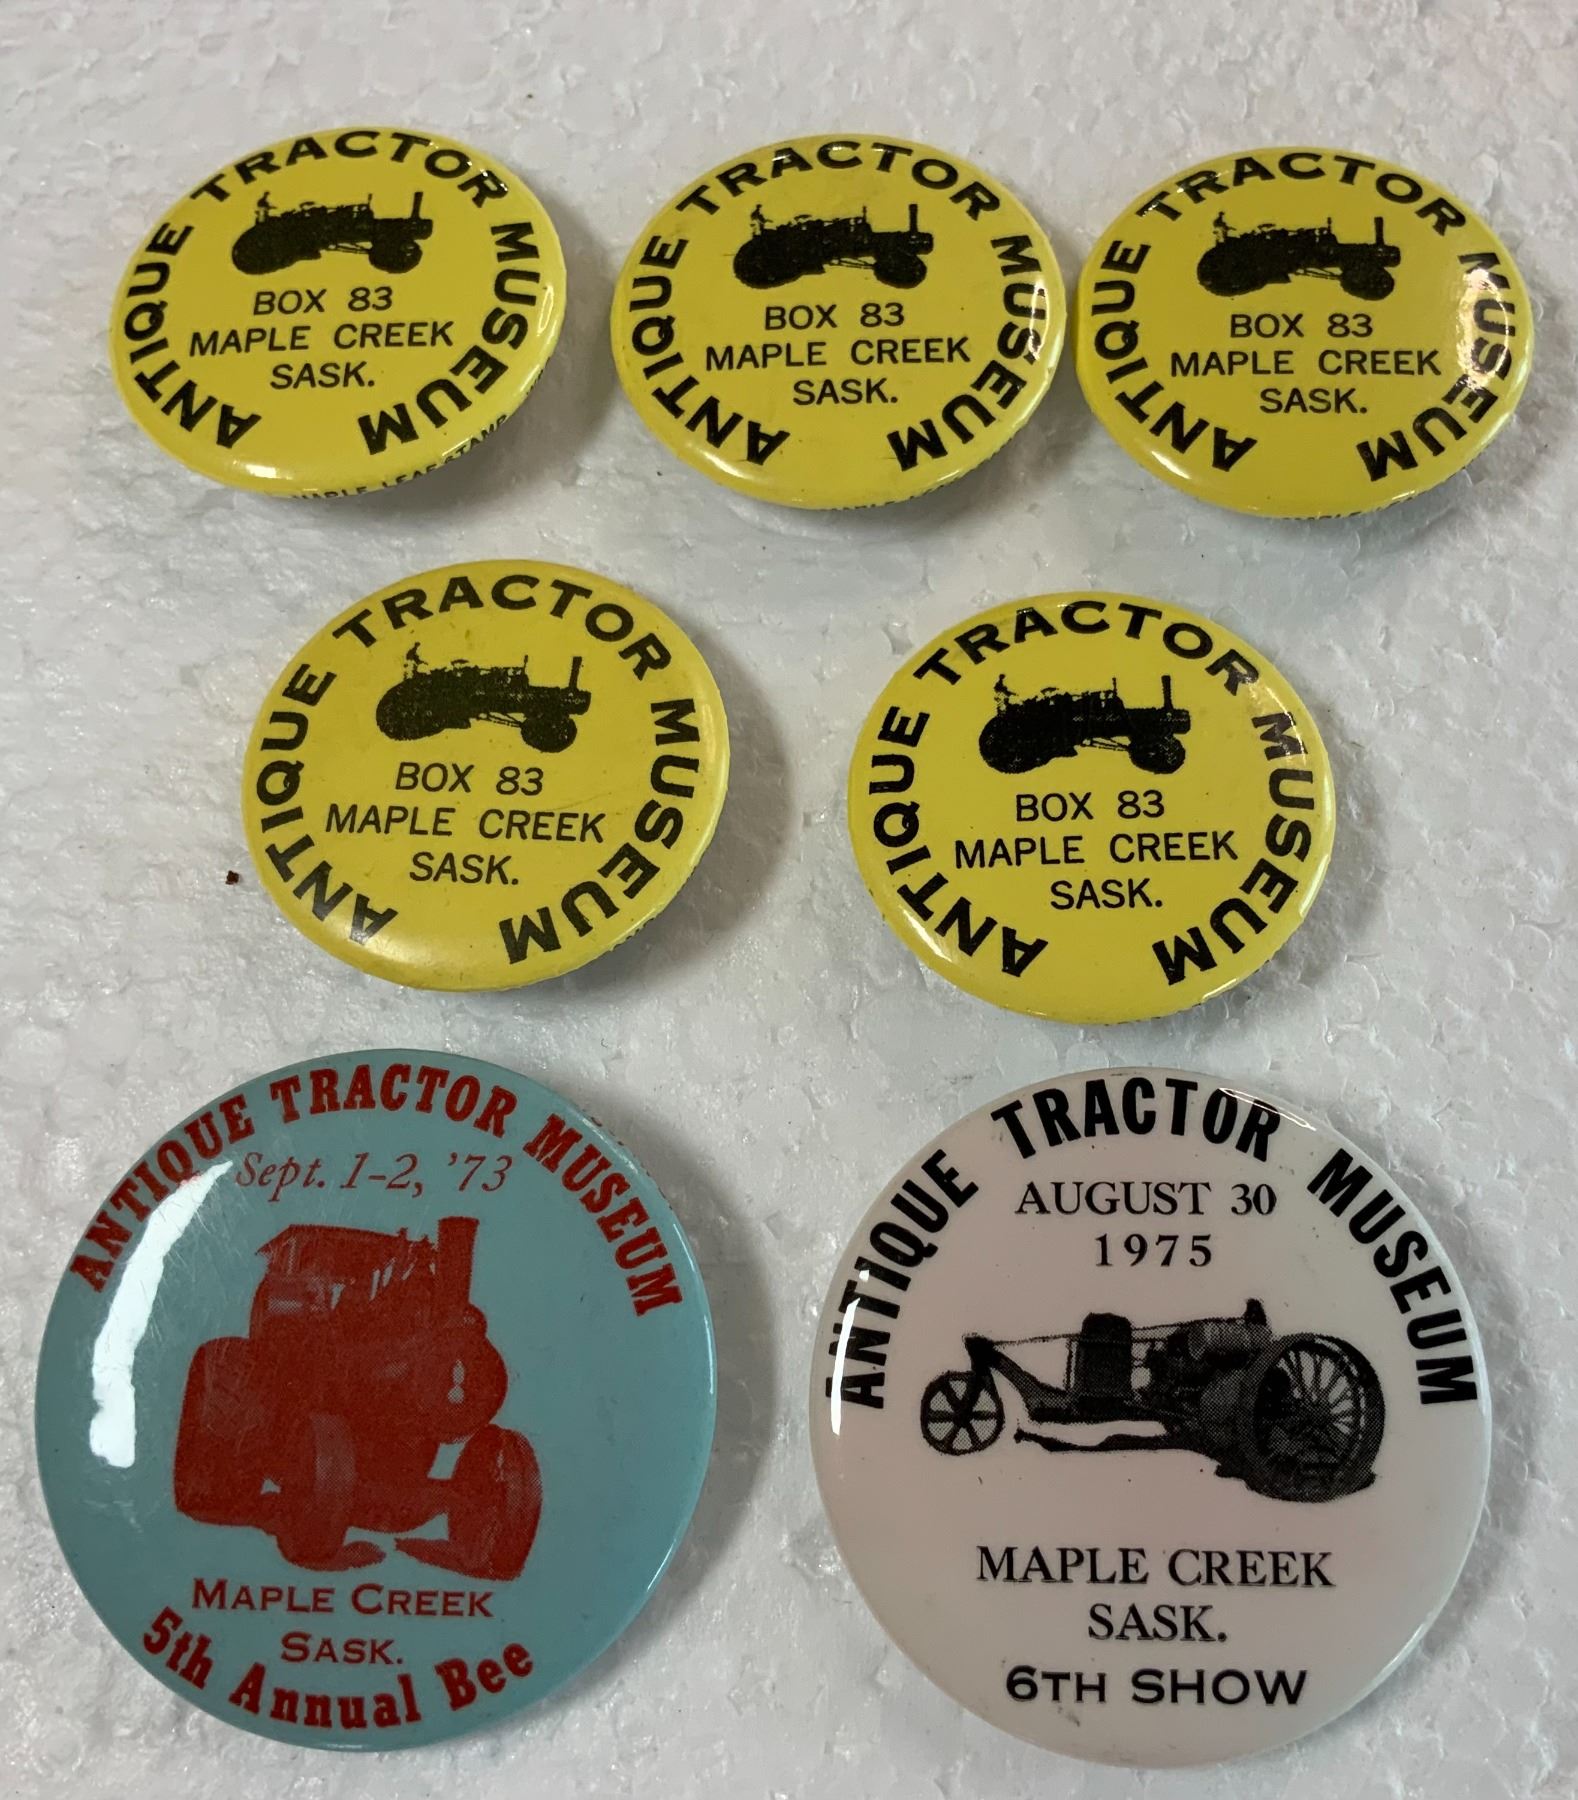 ANTIQUE TRACTOR MUSEUM
BOX 83
MAPLE CREEK
SASK.
MAPLE LEAF STAMP
ANTIQUE TRACTOR MUSEUM
BOX 83
MAPLE CREEK
SASK.
ANTIQUE TRACTOR MUSEUM
BOX 83
MAPLE CREEK
SASK.
ANTIQUE TRACTOR MUSEUM
BOX 83
MAPLE CREEK
SASK.
ANTIQUE TRACTOR MUSEUM
BOX 83
MAPLE CREEK
SASK.
ANTIQUE TRACTOR MUSEUM
Sept. 1-2, '73
MAPLE CREEK
SASK.
5th Annual Bee
ANTIQUE TRACTOR MUSEUM
AUGUST 30
1975
MAPLE CREEK
SASK.
6TH SHOW